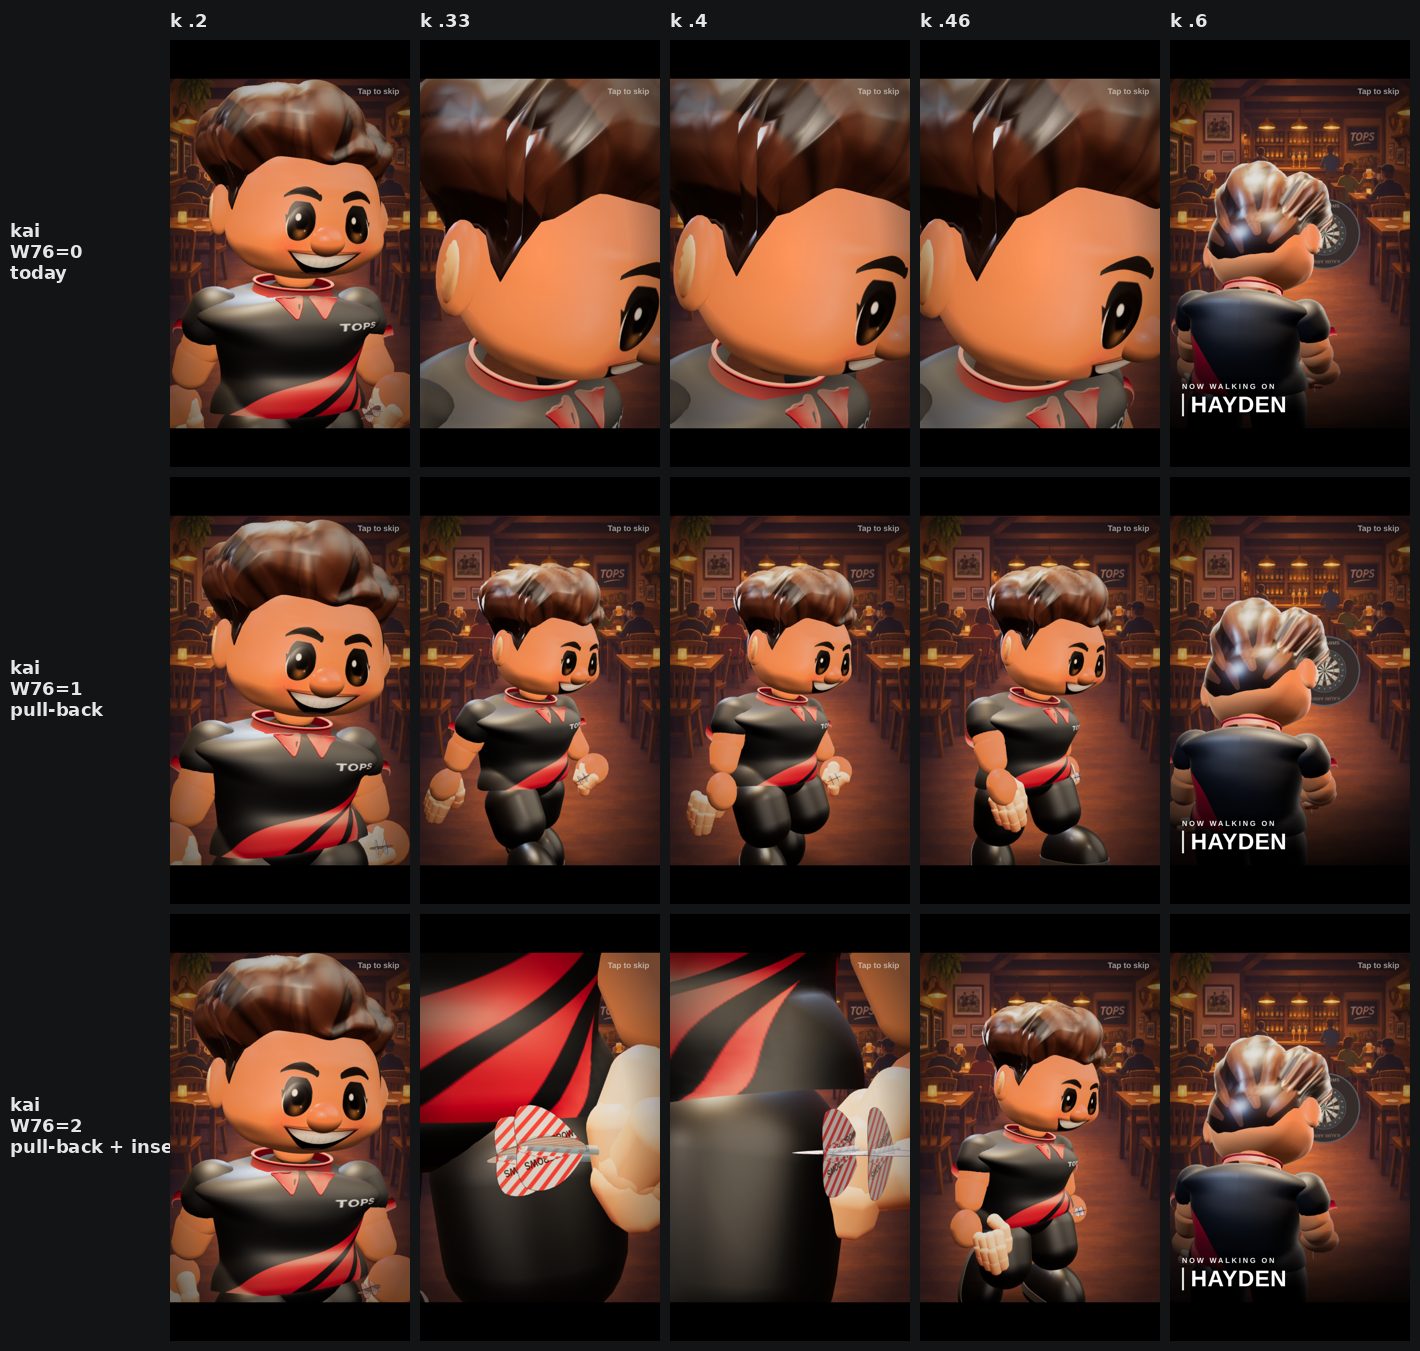 k .2
k .33
k .4
k .46
k .6
kai
W76=0
today
Tap to skip
TOPS
Tap to skip
Tap to skip
Tap to skip
Tap to skip
TOPS
NOW WALKING ON
HAYDEN
kai
W76=1
pull-back
Tap to skip
TOPS
Tap to skip
TOPS
Tap to skip
TOPS
Tap to skip
TOPS
Tap to skip
TOPS
NOW WALKING ON
HAYDEN
kai
W76=2
pull-back + inse
Tap to skip
TOPS
Tap to skip
Tap to skip
Tap to skip
TOPS
Tap to skip
TOPS
NOW WALKING ON
HAYDEN